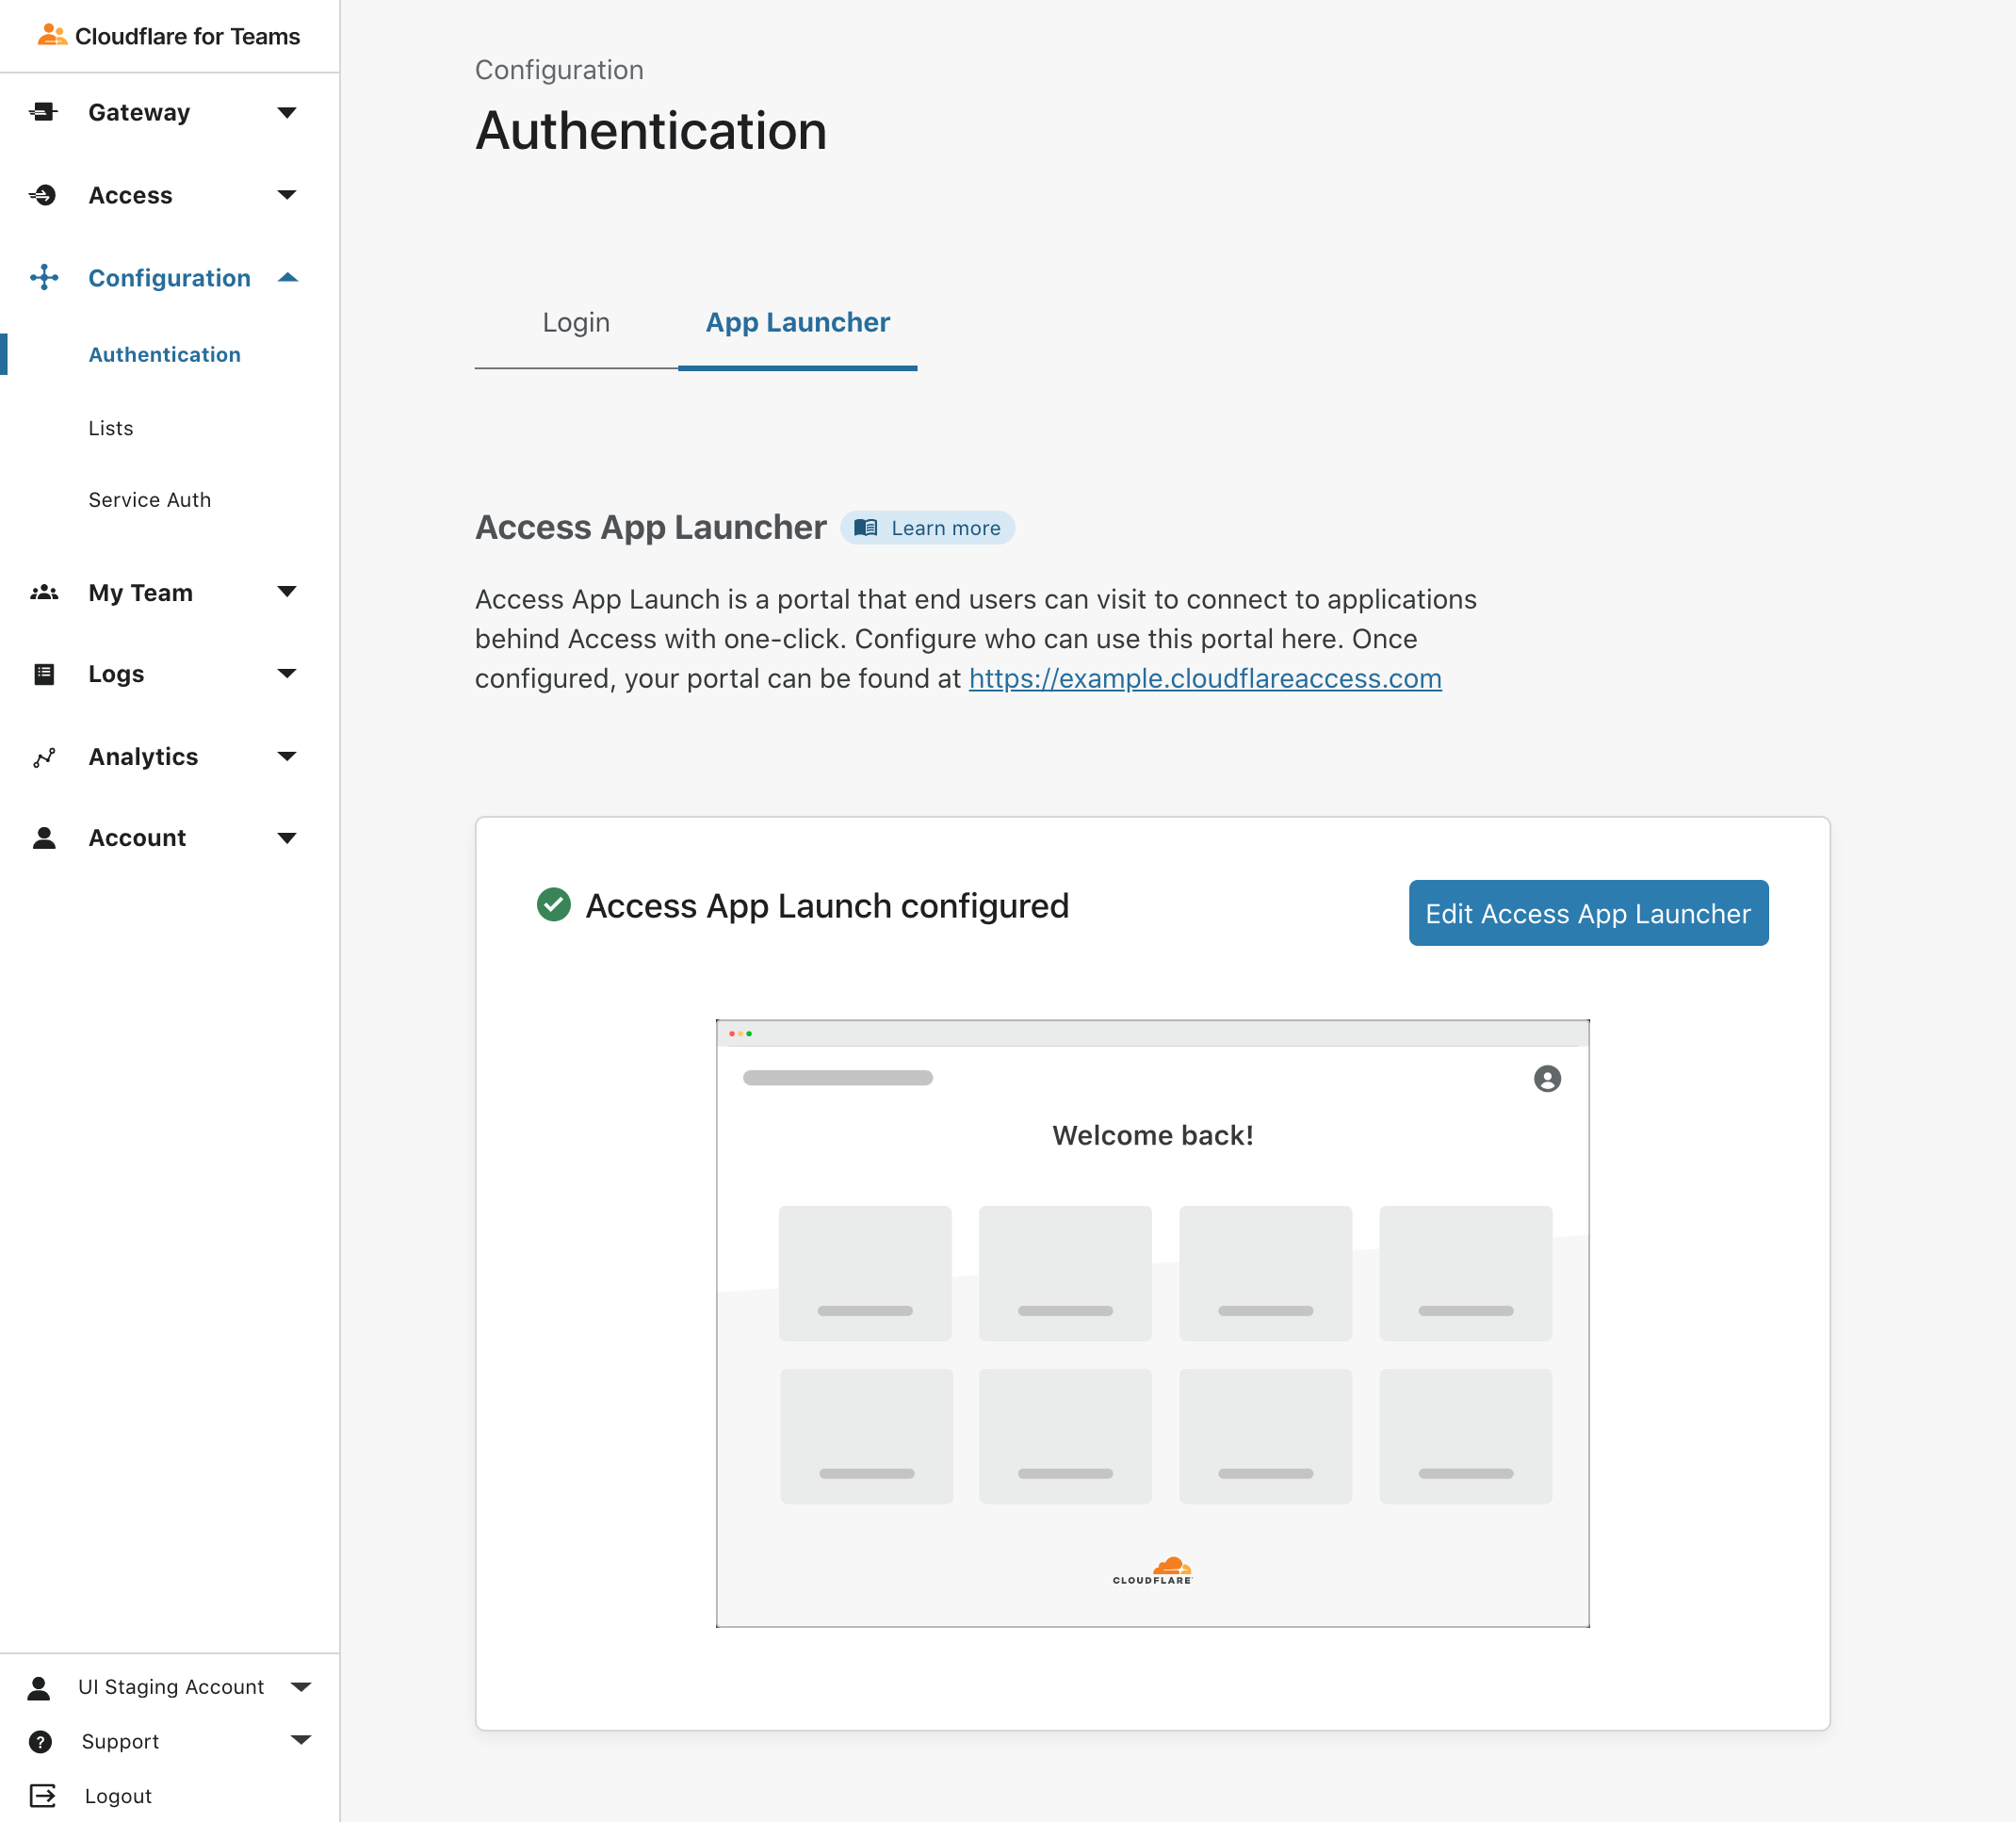 Cloudflare for Teams
Gateway
Access
Configuration
Authentication
Lists
Service Auth
My Team
Logs
Analytics
Account
UI Staging Account
Support
Logout
Configuration
Authentication
Login
App Launcher
Access App Launcher
Learn more
Access App Launch is a portal that end users can visit to connect to applications
behind Access with one-click. Configure who can use this portal here. Once
configured, your portal can be found at https://example.cloudflareaccess.com
Access App Launch configured
Edit Access App Launcher
Welcome back!
CLOUDFLARE